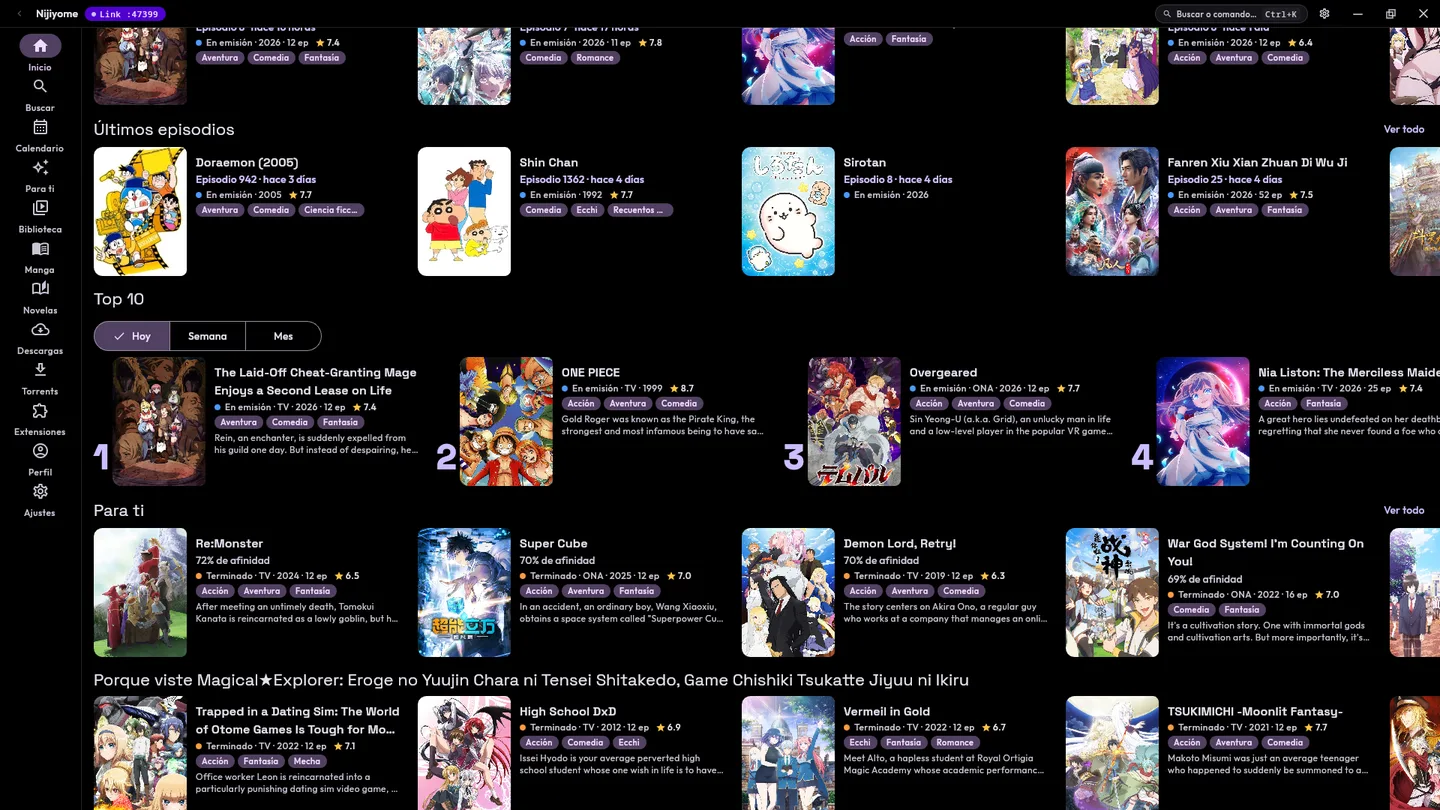 Nijiyome
Link :47399
Buscar o comando... Ctrl+K
Inicio
Buscar
Calendario
Para ti
Biblioteca
Manga
Novelas
Descargas
Torrents
Extensiones
Perfil
Ajustes
En emisión · 2026 · 12 ep ★ 7.4
Aventura Comedia Fantasía
En emisión · 2026 · 11 ep ★ 7.8
Comedia Romance
Acción Fantasía
En emisión · 2026 · 12 ep ★ 6.4
Acción Aventura Comedia
Últimos episodios
Ver todo
Doraemon (2005)
Episodio 942 · hace 3 días
En emisión · 2005 ★ 7.7
Aventura Comedia Ciencia ficc...
Shin Chan
Episodio 1362 · hace 4 días
En emisión · 1992 ★ 7.7
Comedia Ecchi Recuentos ...
しろたん
Sirotan
Episodio 8 · hace 4 días
En emisión · 2026
Fanren Xiu Xian Zhuan Di Wu Ji
Episodio 25 · hace 4 días
En emisión · 2026 · 52 ep ★ 7.5
Acción Aventura Fantasía
Top 10
Hoy Semana Mes
1
The Laid-Off Cheat-Granting Mage
Enjoys a Second Lease on Life
En emisión · TV · 2026 · 12 ep ★ 7.4
Aventura Comedia Fantasía
Rein, an enchanter, is suddenly expelled from
his guild one day. But instead of despairing, he...
2
ONE PIECE
En emisión · TV · 1999 ★ 8.7
Acción Aventura Comedia
Gold Roger was known as the Pirate King, the
strongest and most infamous being to have sa...
3
テムパル
Overgeared
En emisión · ONA · 2026 · 12 ep ★ 7.7
Acción Aventura Comedia
Sin Yeong-U (a.k.a. Grid), an unlucky man in life
and a low-level player in the popular VR game...
4
Nia Liston: The Merciless Maide
En emisión · TV · 2026 · 25 ep ★ 7.4
Acción Fantasía
A great hero lies undefeated on her deathb
regretting that she never found a foe who c
Para ti
Ver todo
Re:Monster
72% de afinidad
Terminado · TV · 2024 · 12 ep ★ 6.5
Acción Aventura Fantasía
After meeting an untimely death, Tomokui
Kanata is reincarnated as a lowly goblin, but h...
超能立方
Super Cube
70% de afinidad
Terminado · ONA · 2025 · 12 ep ★ 7.0
Acción Aventura Fantasía
In an accident, an ordinary boy, Wang Xiaoxiu,
obtains a space system called "Superpower Cu...
Demon Lord, Retry!
70% de afinidad
Terminado · TV · 2019 · 12 ep ★ 6.3
Acción Aventura Comedia
The story centers on Akira Ono, a regular guy
who works at a company that manages an onli...
战神
War God System! I'm Counting On
You!
69% de afinidad
Terminado · ONA · 2022 · 16 ep ★ 7.0
Comedia Fantasía
It's a cultivation story. One with immortal gods
and cultivation arts. But more importantly, it's...
Porque viste Magical★Explorer: Eroge no Yuujin Chara ni Tensei Shitakedo, Game Chishiki Tsukatte Jiyuu ni Ikiru
Trapped in a Dating Sim: The World
of Otome Games Is Tough for Mo...
Terminado · TV · 2022 · 12 ep ★ 7.1
Acción Fantasía Mecha
Office worker Leon is reincarnated into a
particularly punishing dating sim video game, ...
High School DxD
Terminado · TV · 2012 · 12 ep ★ 6.9
Acción Comedia Ecchi
Issei Hyodo is your average perverted high
school student whose one wish in life is to have...
Vermeil in Gold
Terminado · TV · 2022 · 12 ep ★ 6.7
Ecchi Fantasía Romance
Meet Alto, a hapless student at Royal Ortigia
Magic Academy whose academic performanc...
TSUKIMICHI -Moonlit Fantasy-
Terminado · TV · 2021 · 12 ep ★ 7.7
Acción Aventura Comedia
Makoto Misumi was just an average teenager
who happened to suddenly be summoned to a...